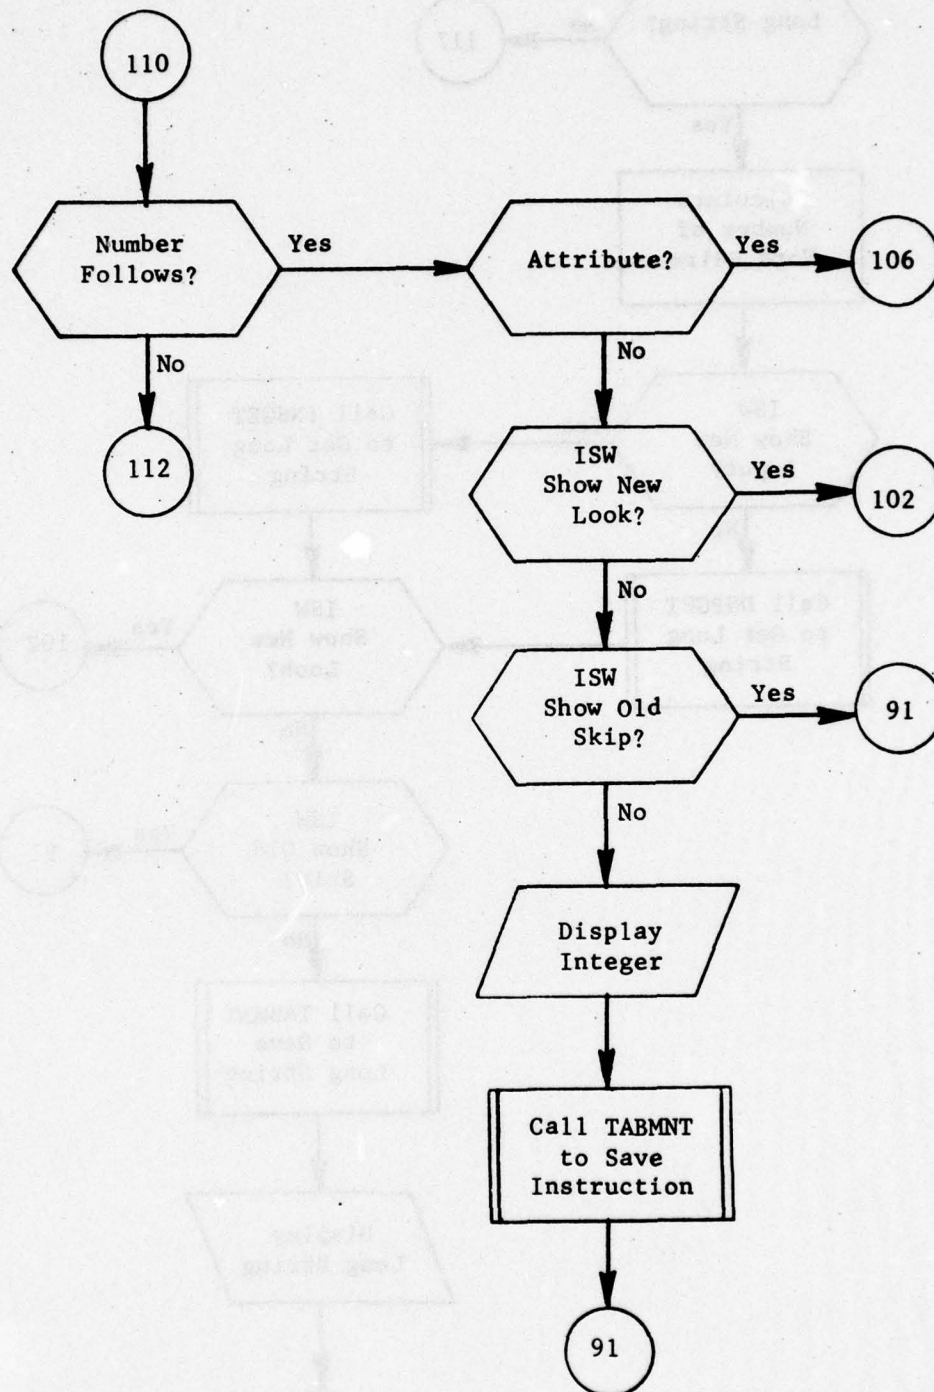 110
Number
Follows?
Yes
Attribute?
Yes
106
No
No
112
ISW
Show New
Look?
Yes
102
No
ISW
Show Old
Skip?
Yes
91
No
Display
Integer
Call TABMNT
to Save
Instruction
91